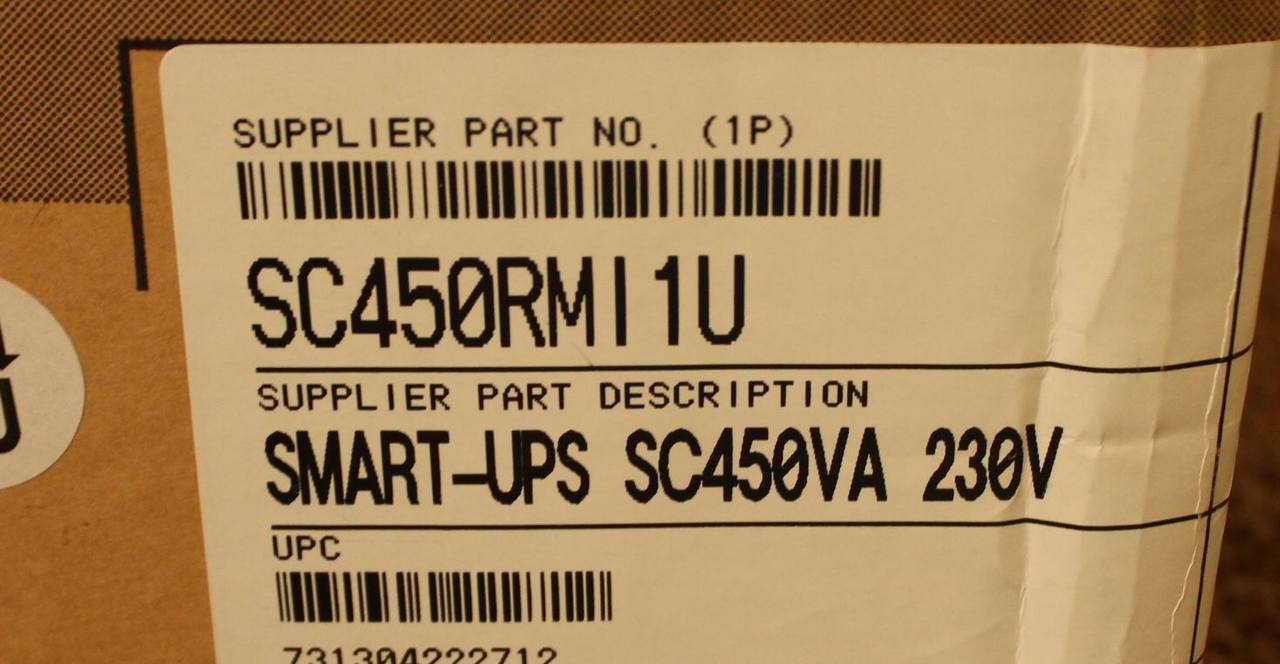 SUPPLIER PART NO. (1P)
SC450RMI1U
SUPPLIER PART DESCRIPTION
SMART-UPS SC450VA 230V
UPC
731304222712